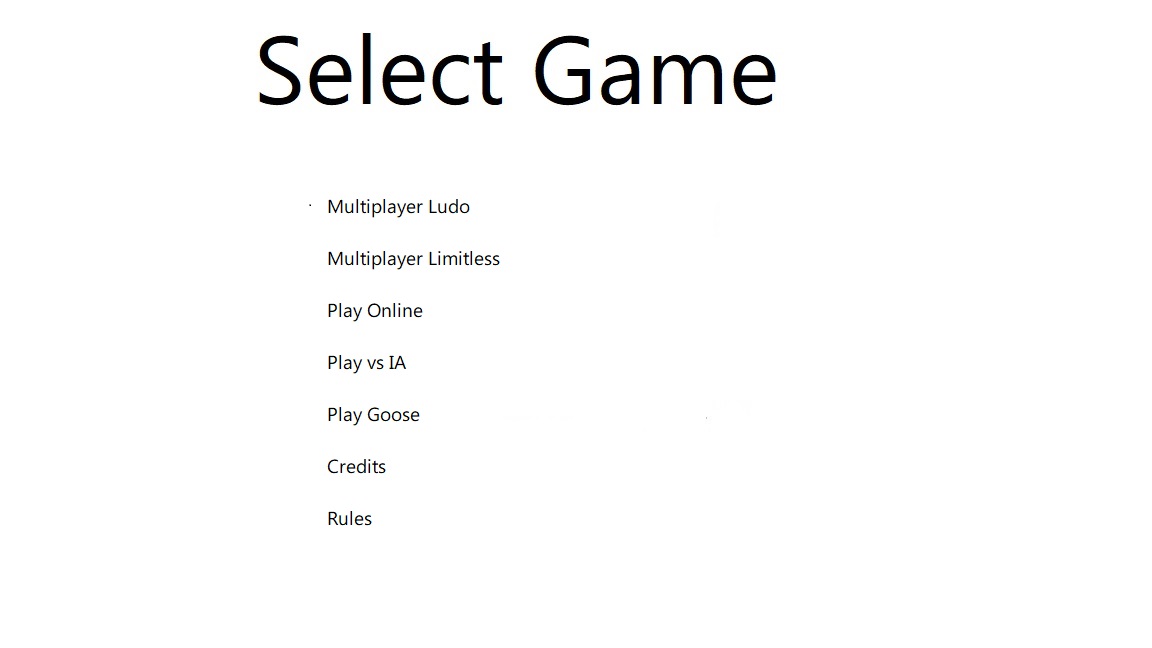 Select Game
Multiplayer Ludo
Multiplayer Limitless
Play Online
Play vs IA
Play Goose
Credits
Rules